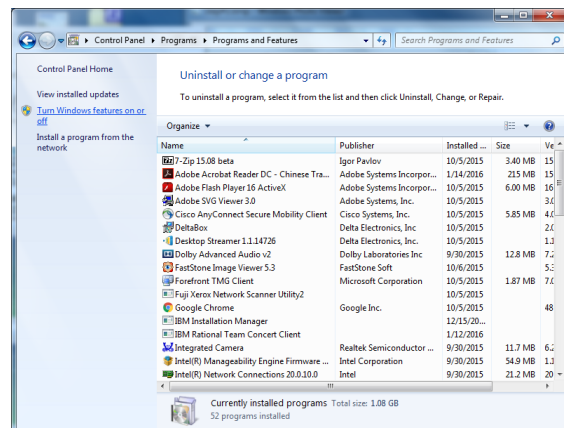 Control Panel ▸ Programs ▸ Programs and Features
Search Programs and Features
Control Panel Home
View installed updates
Turn Windows features on or
off
Install a program from the
network
Uninstall or change a program
To uninstall a program, select it from the list and then click Uninstall, Change, or Repair.
Organize
Name Publisher Installed ... Size Ve
7-Zip 15.08 beta Igor Pavlov 10/5/2015 3.40 MB 15
Adobe Acrobat Reader DC - Chinese Tra... Adobe Systems Incorpor... 1/14/2016 215 MB 15
Adobe Flash Player 16 ActiveX Adobe Systems Incorpor... 10/5/2015 6.00 MB 16
Adobe SVG Viewer 3.0 Adobe Systems, Inc. 10/5/2015 3.0
Cisco AnyConnect Secure Mobility Client Cisco Systems, Inc. 10/5/2015 5.85 MB 4.0
DeltaBox Delta Electronics, Inc 10/5/2015 2.0
Desktop Streamer 1.1.14726 Delta Electronics, Inc. 10/5/2015 1.1
Dolby Advanced Audio v2 Dolby Laboratories Inc 9/30/2015 12.8 MB 7.2
FastStone Image Viewer 5.3 FastStone Soft 10/6/2015 5.3
Forefront TMG Client Microsoft Corporation 10/5/2015 1.87 MB 7.0
Fuji Xerox Network Scanner Utility2 10/5/2015
Google Chrome Google Inc. 10/5/2015 48
IBM Installation Manager 12/15/20...
IBM Rational Team Concert Client 1/12/2016
Integrated Camera Realtek Semiconductor ... 9/30/2015 11.7 MB 6.2
Intel(R) Manageability Engine Firmware ... Intel Corporation 9/30/2015 54.9 MB 1.1
Intel(R) Network Connections 20.0.10.0 Intel 9/30/2015 21.2 MB 20
Currently installed programs Total size: 1.08 GB
52 programs installed